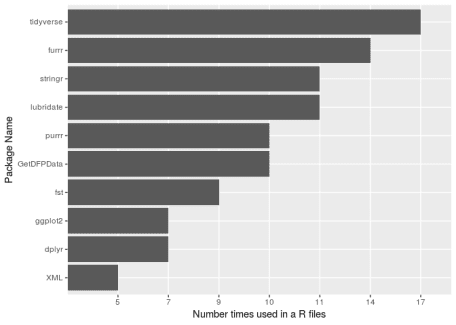 tidyverse
furrr
stringr
lubridate
purrr
GetDFPData
fst
ggplot2
dplyr
XML
Package Name
5 7 9 10 11 14 17
Number times used in a R files